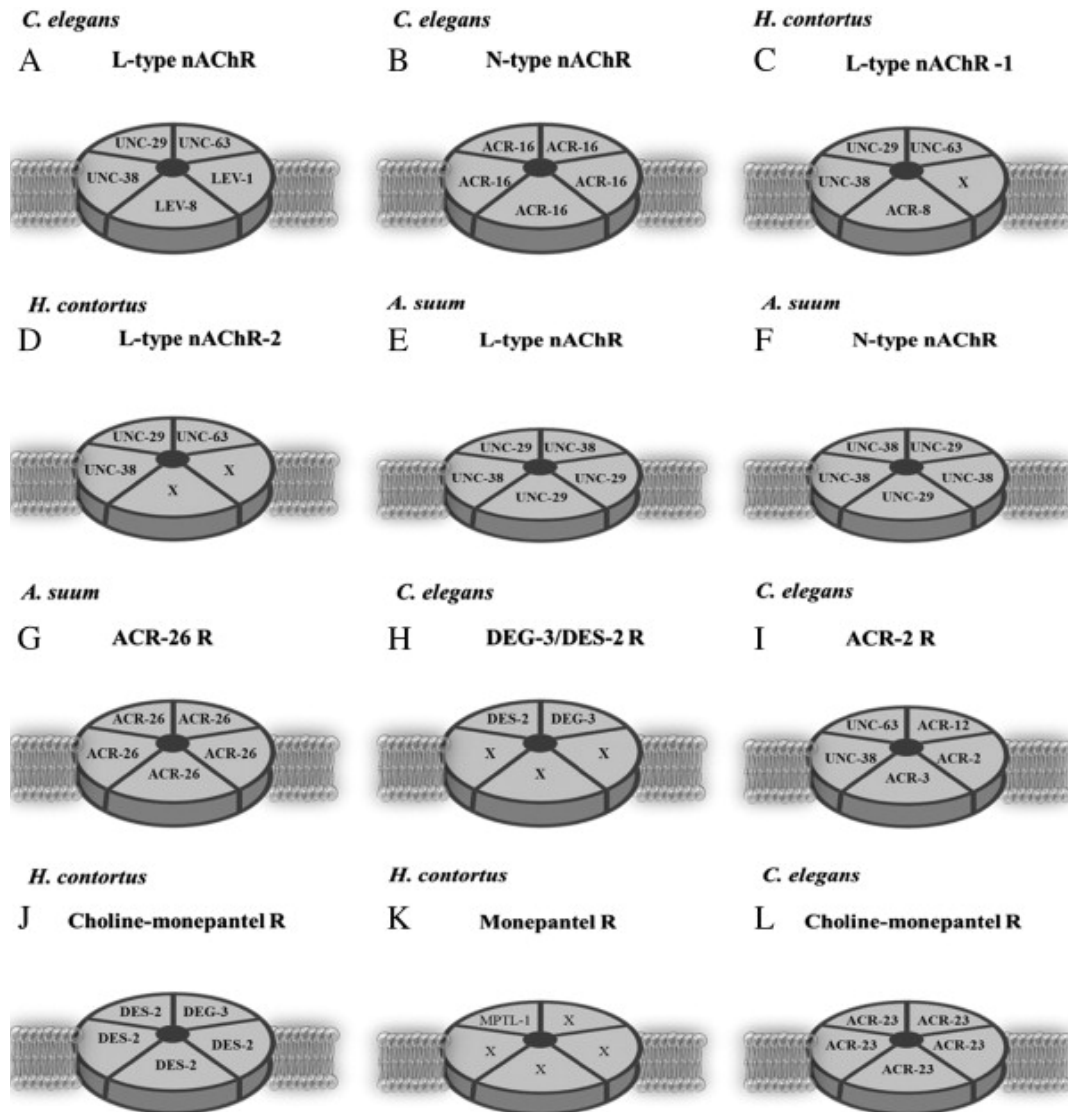 C. elegans
C. elegans
H. contortus
A L-type nAChR
B N-type nAChR
C L-type nAChR -1
UNC-29 UNC-63
UNC-38 LEV-1
LEV-8
ACR-16 ACR-16
ACR-16 ACR-16
ACR-16
UNC-29 UNC-63
UNC-38 X
ACR-8
H. contortus
A. suum
A. suum
D L-type nAChR-2
E L-type nAChR
F N-type nAChR
UNC-29 UNC-63
UNC-38 X
X
UNC-29 UNC-38
UNC-38 UNC-29
UNC-29
UNC-38 UNC-29
UNC-38 UNC-38
UNC-29
A. suum
C. elegans
C. elegans
G ACR-26 R
H DEG-3/DES-2 R
I ACR-2 R
ACR-26 ACR-26
ACR-26 ACR-26
ACR-26
DES-2 DEG-3
X X
X
UNC-63 ACR-12
UNC-38 ACR-2
ACR-3
H. contortus
H. contortus
C. elegans
J Choline-monepantel R
K Monepantel R
L Choline-monepantel R
DES-2 DEG-3
DES-2 DES-2
DES-2
MPTL-1 X
X X
X
ACR-23 ACR-23
ACR-23 ACR-23
ACR-23